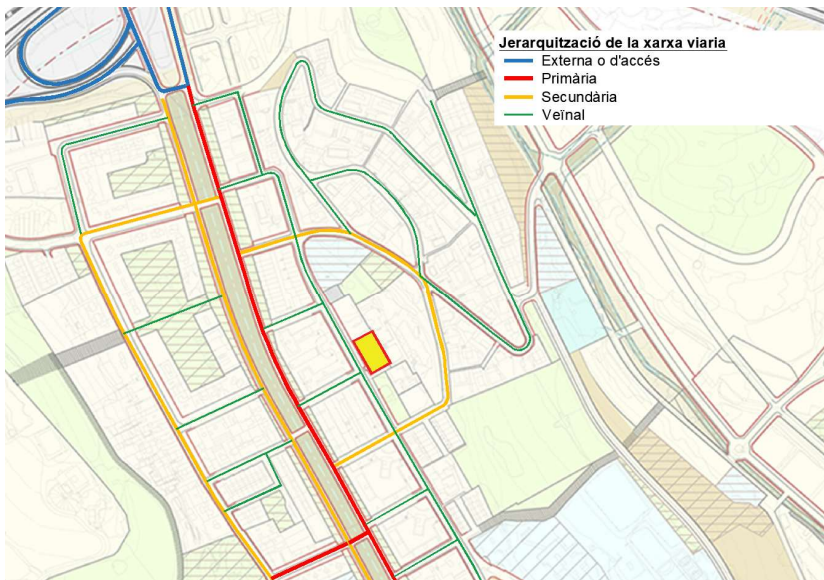 Jerarquització de la xarxa viaria
Externa o d'accés
Primària
Secundària
Veïnal